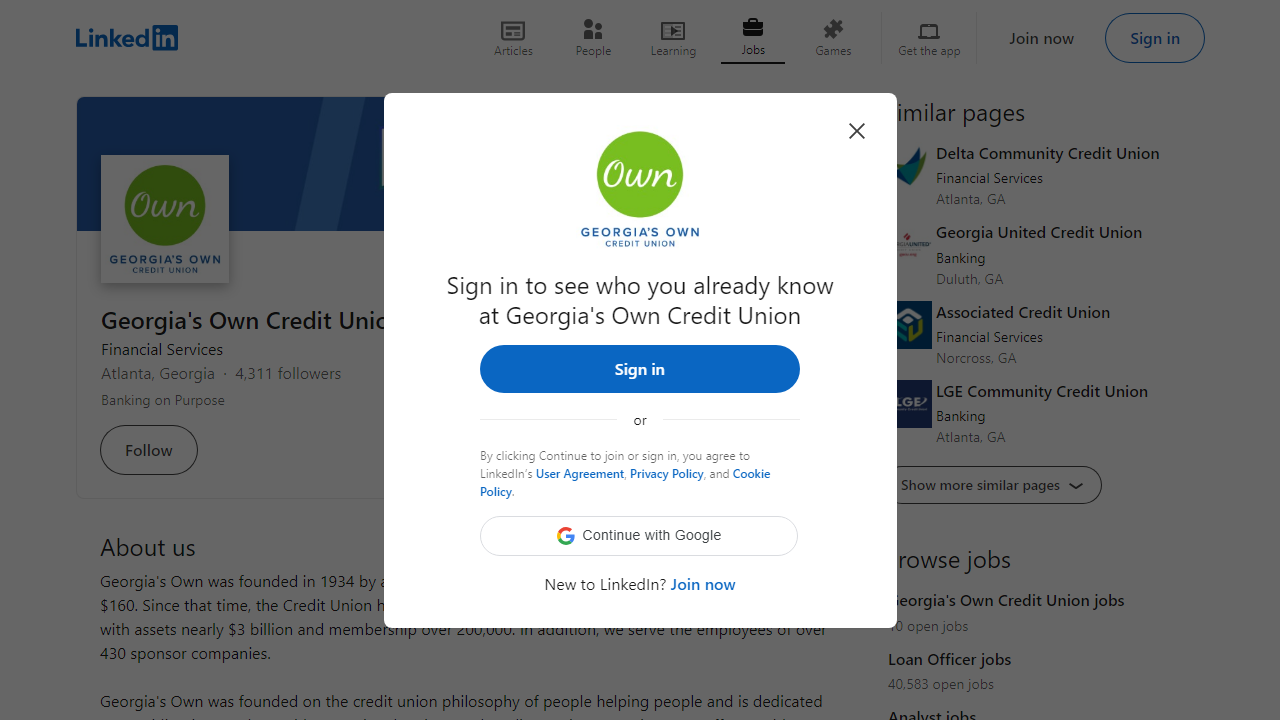 LinkedIn
Articles
People
Learning
Jobs
Games
Get the app
Join now
Sign in
Own
GEORGIA'S OWN
CREDIT UNION
Georgia's Own Credit
Financial Services
Atlanta, Georgia · 4,311 followers
Banking on Purpose
Follow
About us
Georgia's Own was founded in 1934 by
$160. Since that time, the Credit Union
with assets nearly $3 billion and membership over 200,000. In addition, we serve the employees of over
430 sponsor companies.
Georgia's Own was founded on the credit union philosophy of people helping people and is dedicated
Own
GEORGIA'S OWN
CREDIT UNION
Sign in to see who you already know
at Georgia's Own Credit Union
Sign in
or
By clicking Continue to join or sign in, you agree to
LinkedIn's User Agreement, Privacy Policy, and Cookie
Policy.
Continue with Google
New to LinkedIn? Join now
imilar pages
Delta Community Credit Union
Financial Services
Atlanta, GA
Georgia United Credit Union
Banking
Duluth, GA
Associated Credit Union
Financial Services
Norcross, GA
LGE
LGE Community Credit Union
Banking
Atlanta, GA
Show more similar pages
rowse jobs
Georgia's Own Credit Union jobs
0 open jobs
Loan Officer jobs
40,583 open jobs
Analyst jobs